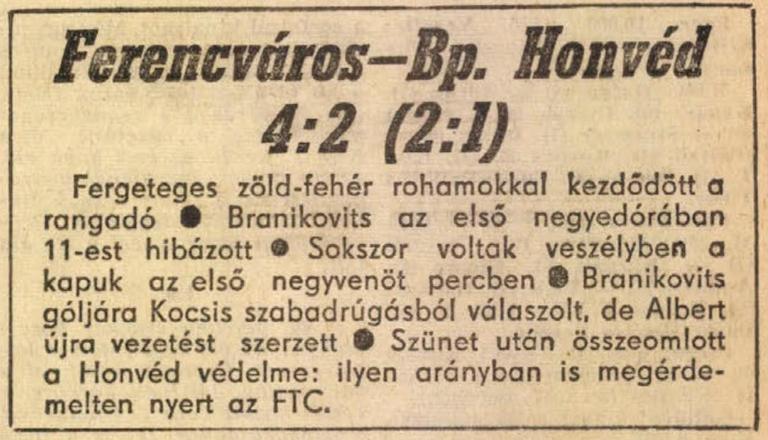 Ferencváros–Bp. Honvéd
4:2 (2:1)
Fergeteges zöld-fehér rohamokkal kezdődött a
rangadó ● Branikovits az első negyedórában
11-est hibázott ● Sokszor voltak veszélyben a
kapuk az első negyvenöt percben ● Branikovits
góljára Kocsis szabadrúgásból válaszolt, de Albert
újra vezetést szerzett ● Szünet után összeomlott
a Honvéd védelme: ilyen arányban is megérde-
melten nyert az FTC.